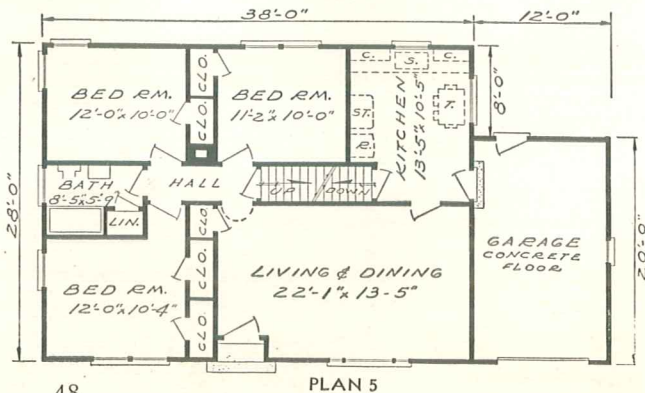 38'-0" 12'-0"
C. S. C.
BED RM.
12'-0" x 10'-0"
CLO.
CLO.
BED RM.
11'-2" x 10'-0"
ST.
R.
KITCHEN
13'-5" x 10'-5"
T.
8'-0"
28'-0"
BATH
8'-5" x 5'-9"
LIN.
HALL
UP DOWN
CLO.
CLO.
CLO.
BED RM.
12'-0" x 10'-4"
LIVING & DINING
22'-1" x 13'-5"
GARAGE
CONCRETE
FLOOR
20'-0"
48
PLAN 5